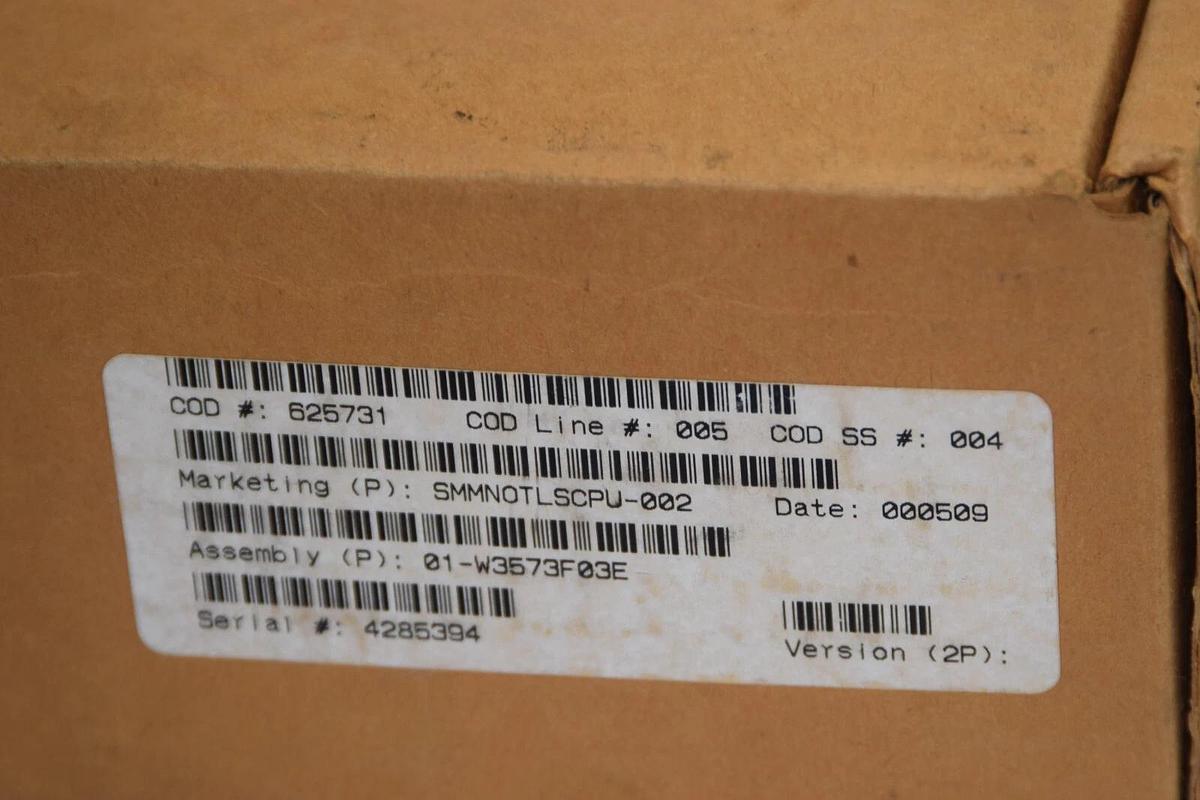 COD #: 625731 COD Line #: 005 COD SS #: 004
Marketing (P): SMMNOTLSCPU-002 Date: 000509
Assembly (P): 01-W3573F03E
Serial #: 4285394
Version (2P):